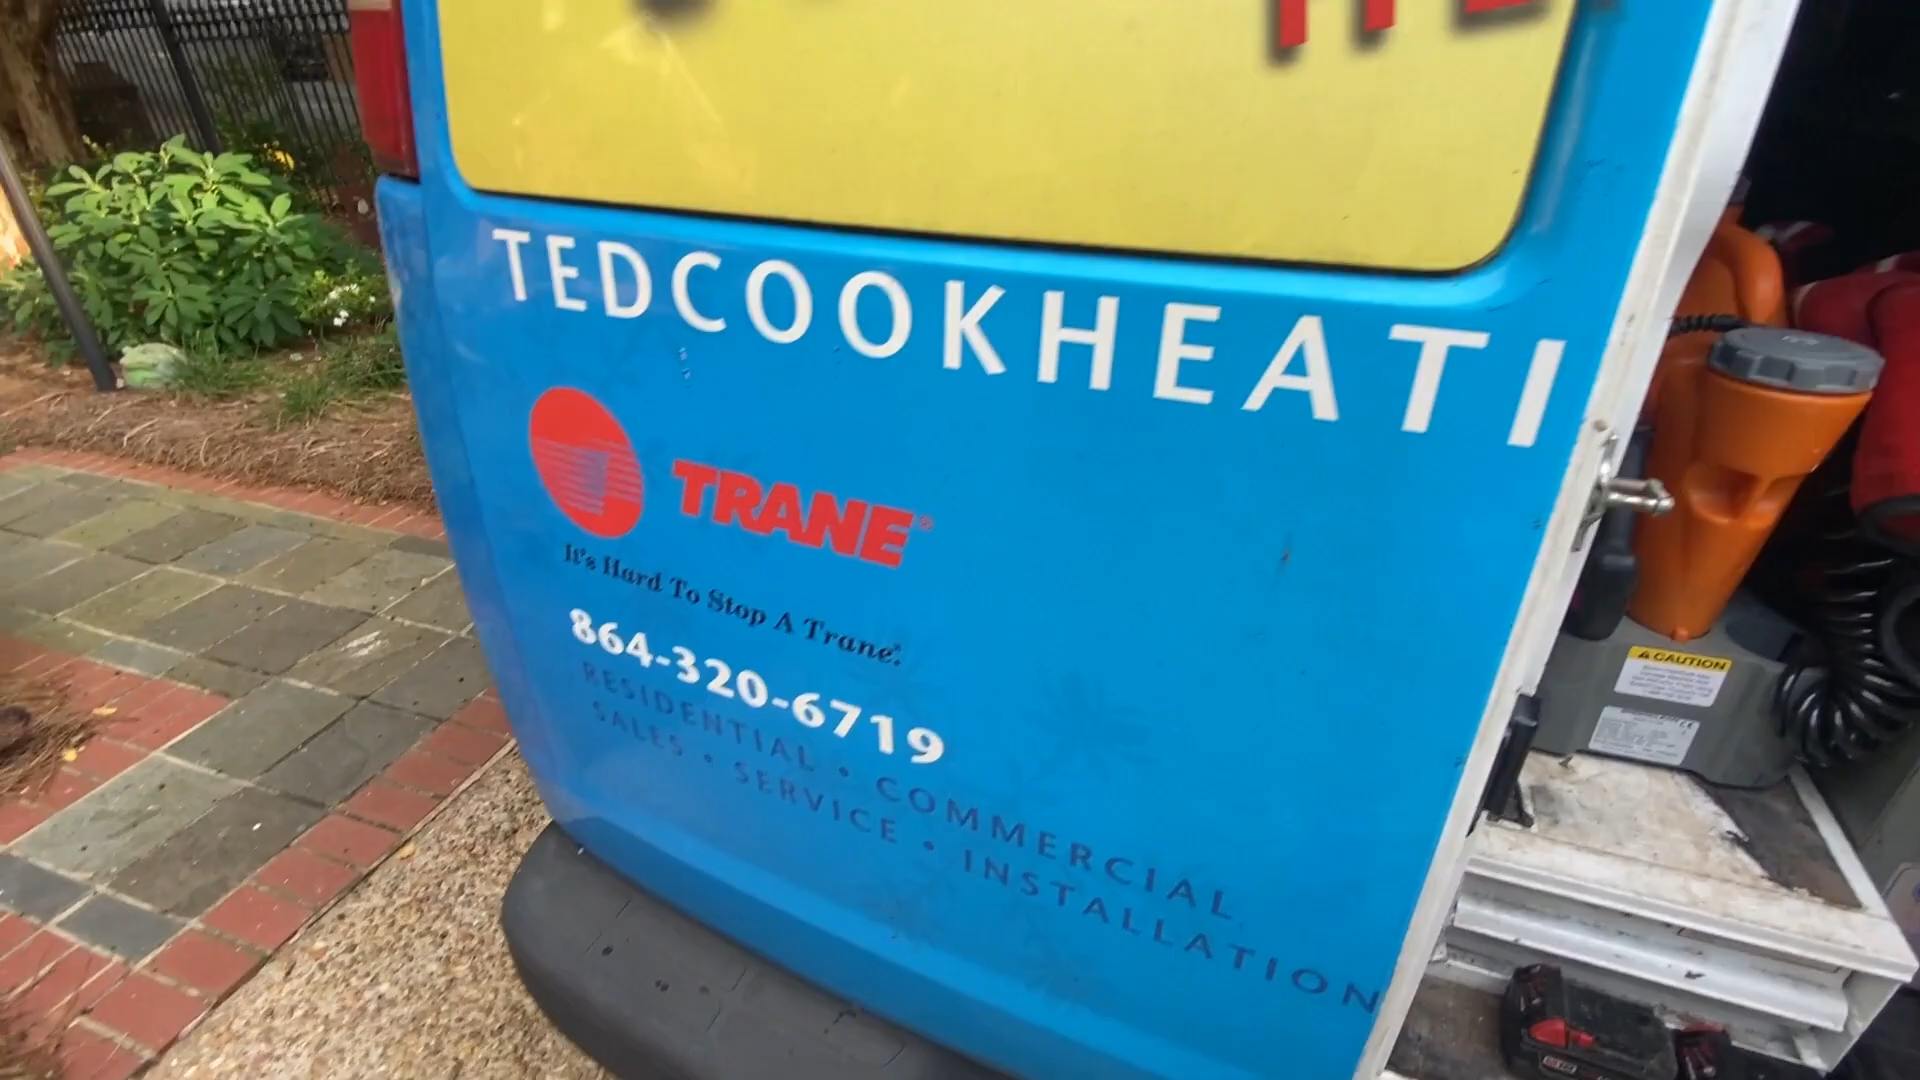 TEDCOOKHEATI
TRANE®
It's Hard To Stop A Trane.®
864-320-6719
RESIDENTIAL • COMMERCIAL
SALES • SERVICE • INSTALLATION
CAUTION